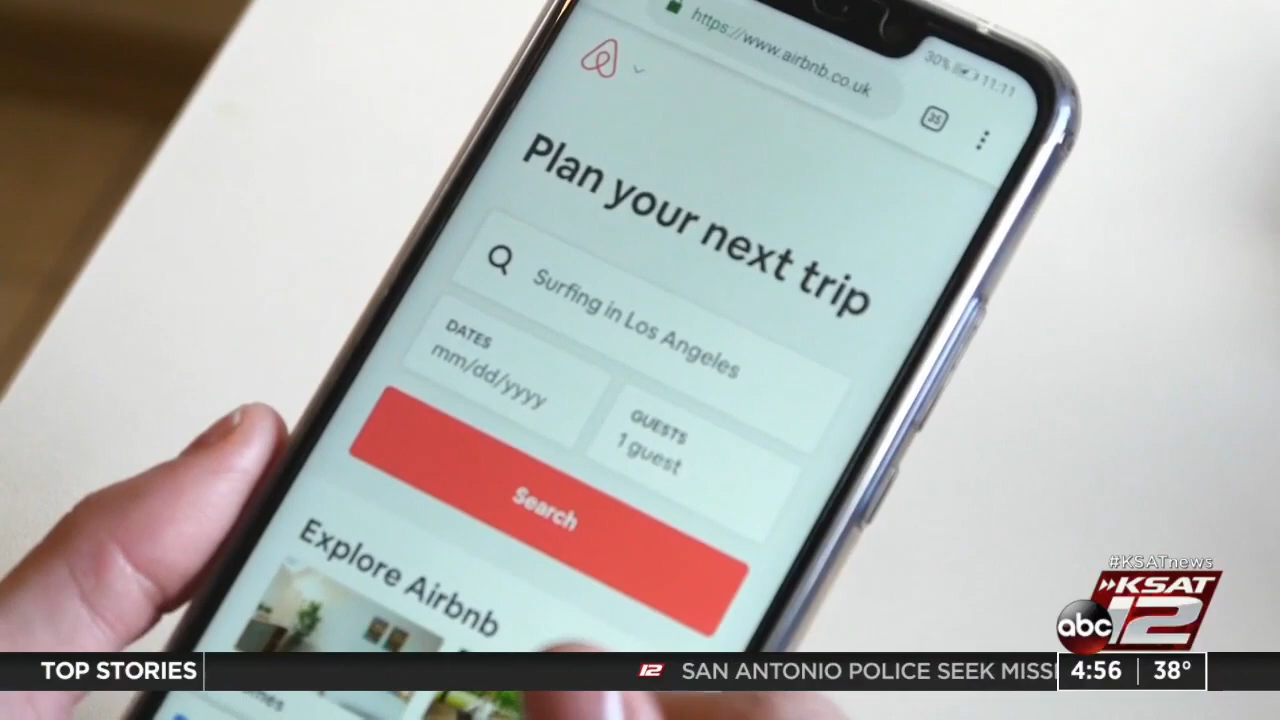 https://www.airbnb.co.uk
30%
11:11
35
Plan your next trip
Surfing in Los Angeles
DATES
mm/dd/yyyy
GUESTS
1 guest
Search
Explore Airbnb
#KSATnews
KSAT
abc 12
TOP STORIES
12 SAN ANTONIO POLICE SEEK MISSI
4:56
38°